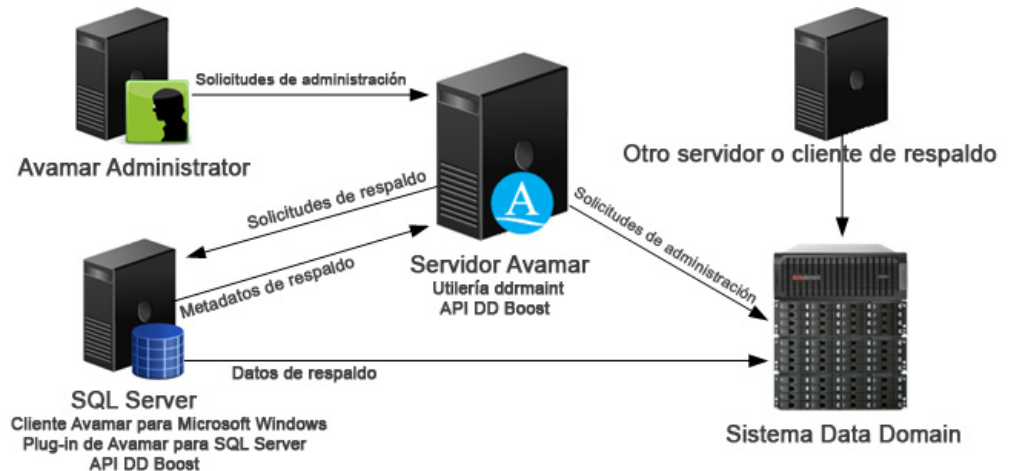 Solicitudes de administración
Avamar Administrator
Otro servidor o cliente de respaldo
Solicitudes de respaldo
A
Solicitudes de administración
Metadatos de respaldo
Servidor Avamar
Utilería ddrmaint
API DD Boost
Datos de respaldo
SQL Server
Cliente Avamar para Microsoft Windows
Plug-in de Avamar para SQL Server
API DD Boost
Sistema Data Domain